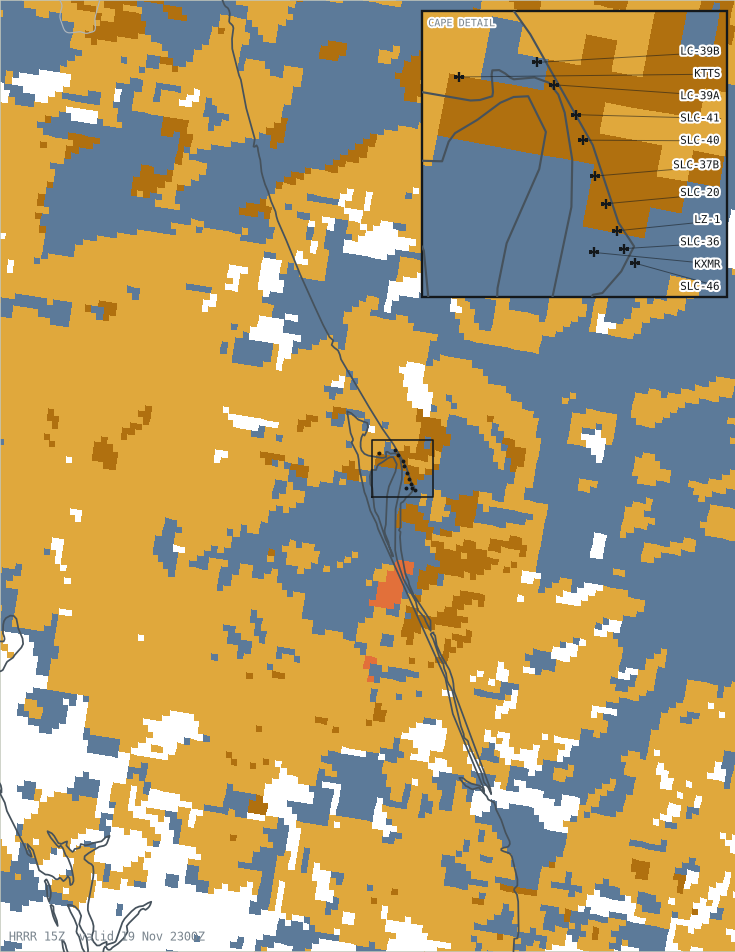 CAPE DETAIL
LC-39B
KTTS
LC-39A
SLC-41
SLC-40
SLC-37B
SLC-20
LZ-1
SLC-36
KXMR
SLC-46
HRRR 15Z valid 19 Nov 2300Z